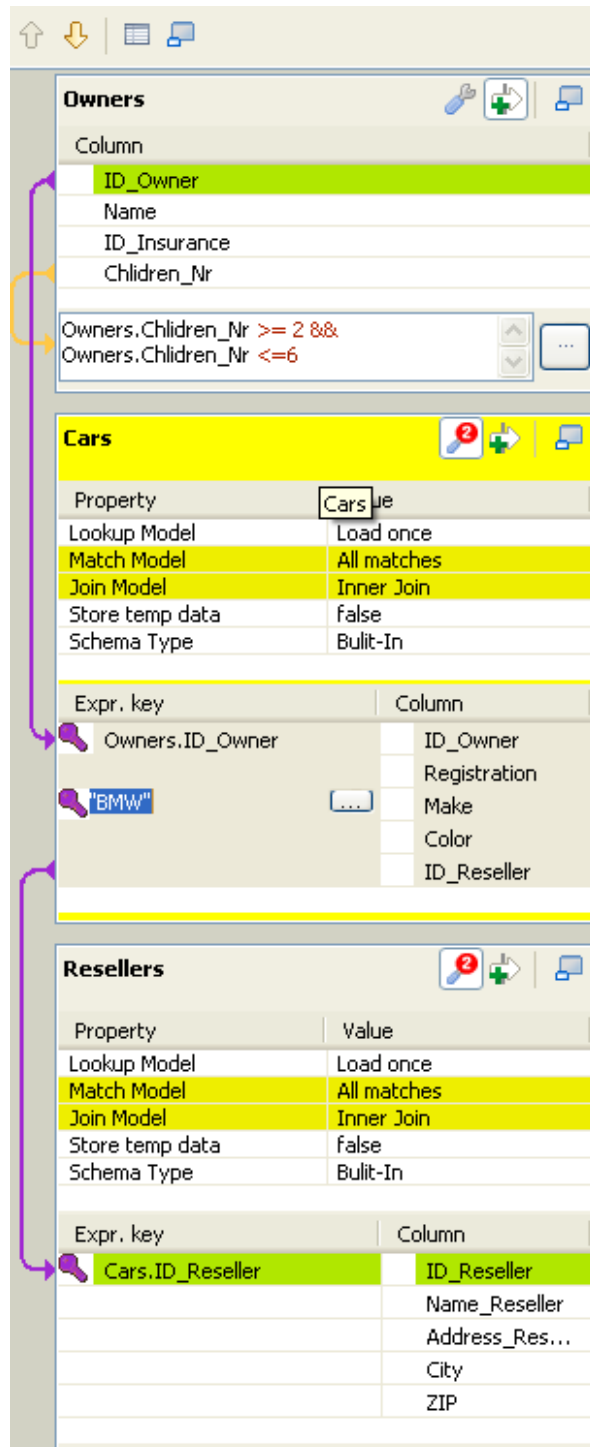 Owners
Column
ID_Owner
Name
ID_Insurance
Chlidren_Nr
Owners.Chlidren_Nr >= 2 &&
Owners.Chlidren_Nr <=6
...
Cars
2
Property Cars ue
Lookup Model Load once
Match Model All matches
Join Model Inner Join
Store temp data false
Schema Type Bulit-In
Expr. key Column
Owners.ID_Owner ID_Owner
Registration
"BMW" ... Make
Color
ID_Reseller
Resellers
2
Property Value
Lookup Model Load once
Match Model All matches
Join Model Inner Join
Store temp data false
Schema Type Bulit-In
Expr. key Column
Cars.ID_Reseller ID_Reseller
Name_Reseller
Address_Res...
City
ZIP